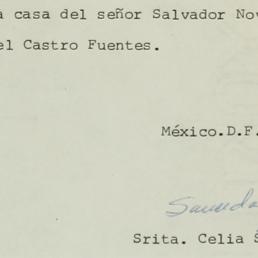 a casa del señor Salvador Nov
el Castro Fuentes.
México.D.F.
Srita. Celia